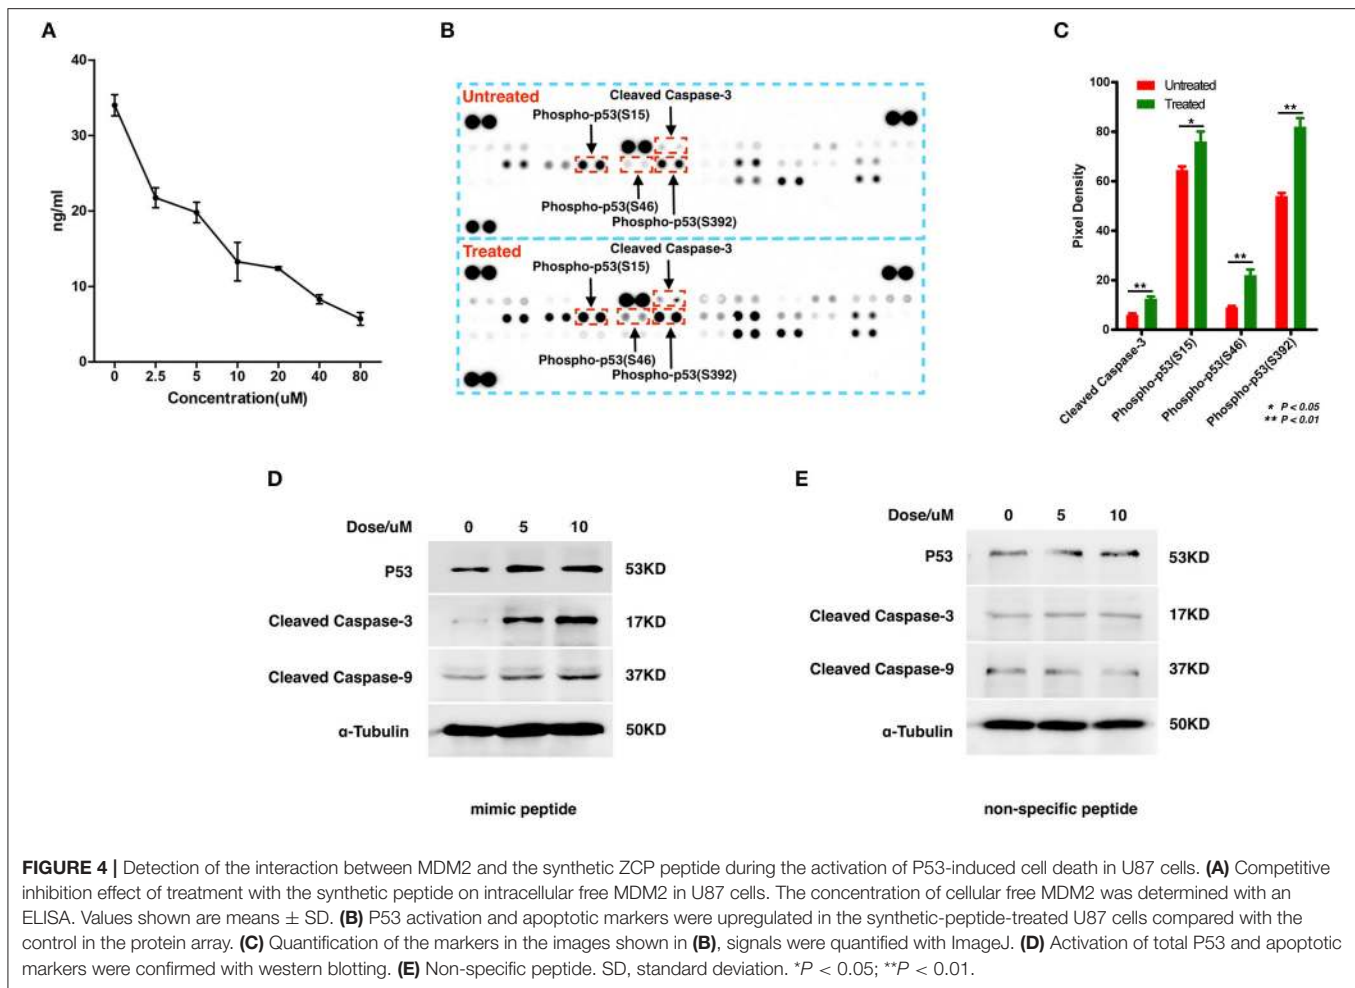 A
ng/ml
40
30
20
10
0
0 2.5 5 10 20 40 80
Concentration(uM)
B
Untreated
Cleaved Caspase-3
Phospho-p53(S15)
Phospho-p53(S46)
Phospho-p53(S392)
Treated
Cleaved Caspase-3
Phospho-p53(S15)
Phospho-p53(S46)
Phospho-p53(S392)
C
Untreated
Treated
Pixel Density
100
80
60
40
20
0
**
*
**
**
Cleaved Caspase-3
Phospho-p53(S15)
Phospho-p53(S46)
Phospho-p53(S392)
* P < 0.05
** P < 0.01
D
Dose/uM 0 5 10
P53 53KD
Cleaved Caspase-3 17KD
Cleaved Caspase-9 37KD
α-Tubulin 50KD
mimic peptide
E
Dose/uM 0 5 10
P53 53KD
Cleaved Caspase-3 17KD
Cleaved Caspase-9 37KD
α-Tubulin 50KD
non-specific peptide
FIGURE 4 | Detection of the interaction between MDM2 and the synthetic ZCP peptide during the activation of P53-induced cell death in U87 cells. (A) Competitive
inhibition effect of treatment with the synthetic peptide on intracellular free MDM2 in U87 cells. The concentration of cellular free MDM2 was determined with an
ELISA. Values shown are means ± SD. (B) P53 activation and apoptotic markers were upregulated in the synthetic-peptide-treated U87 cells compared with the
control in the protein array. (C) Quantification of the markers in the images shown in (B), signals were quantified with ImageJ. (D) Activation of total P53 and apoptotic
markers were confirmed with western blotting. (E) Non-specific peptide. SD, standard deviation. *P < 0.05; **P < 0.01.